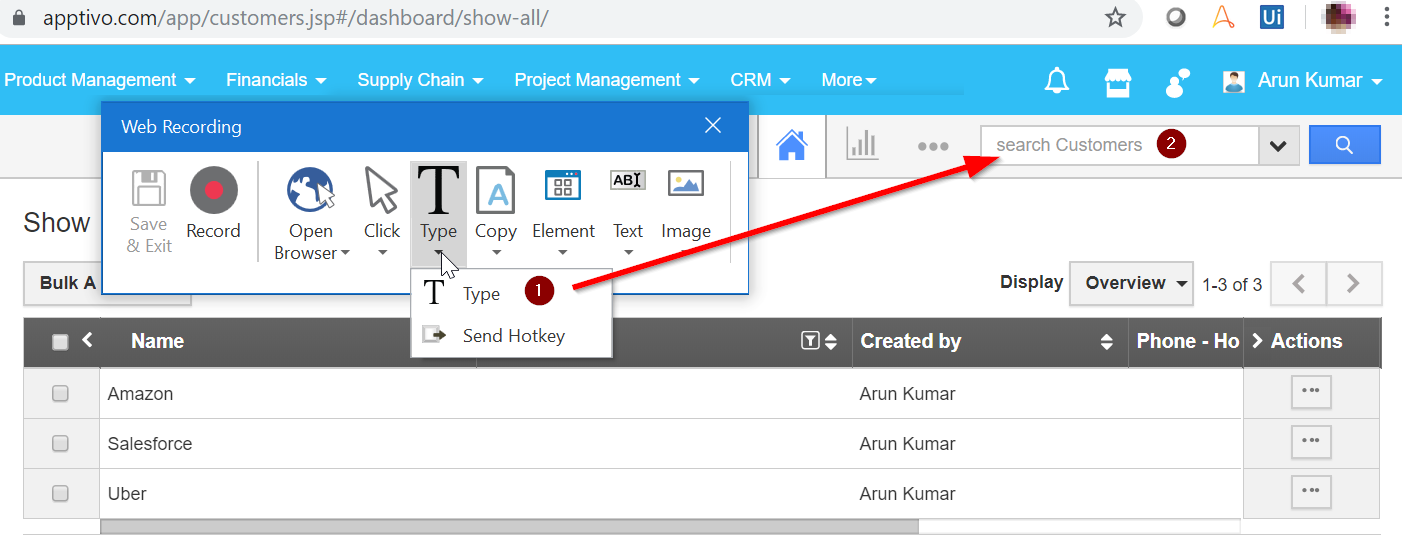 apptivo.com/app/customers.jsp#/dashboard/show-all/
Ui
Product Management Financials Supply Chain Project Management CRM More Arun Kumar
Web Recording
search Customers 2
Save & Exit
Record
Open Browser
Click
T
Type
A
Copy
Element
AB
Text
Image
Show
Bulk A
T Type 1
Send Hotkey
Display Overview 1-3 of 3
Name Created by Phone - Ho Actions
Amazon Arun Kumar
Salesforce Arun Kumar
Uber Arun Kumar